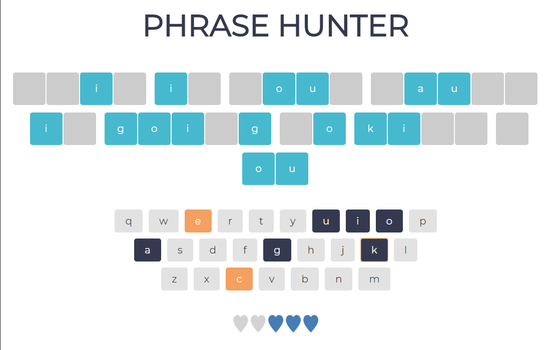 PHRASE HUNTER
i i o u a u
i g o i g o k i
o u
q w e r t y u i o p
a s d f g h j k l
z x c v b n m